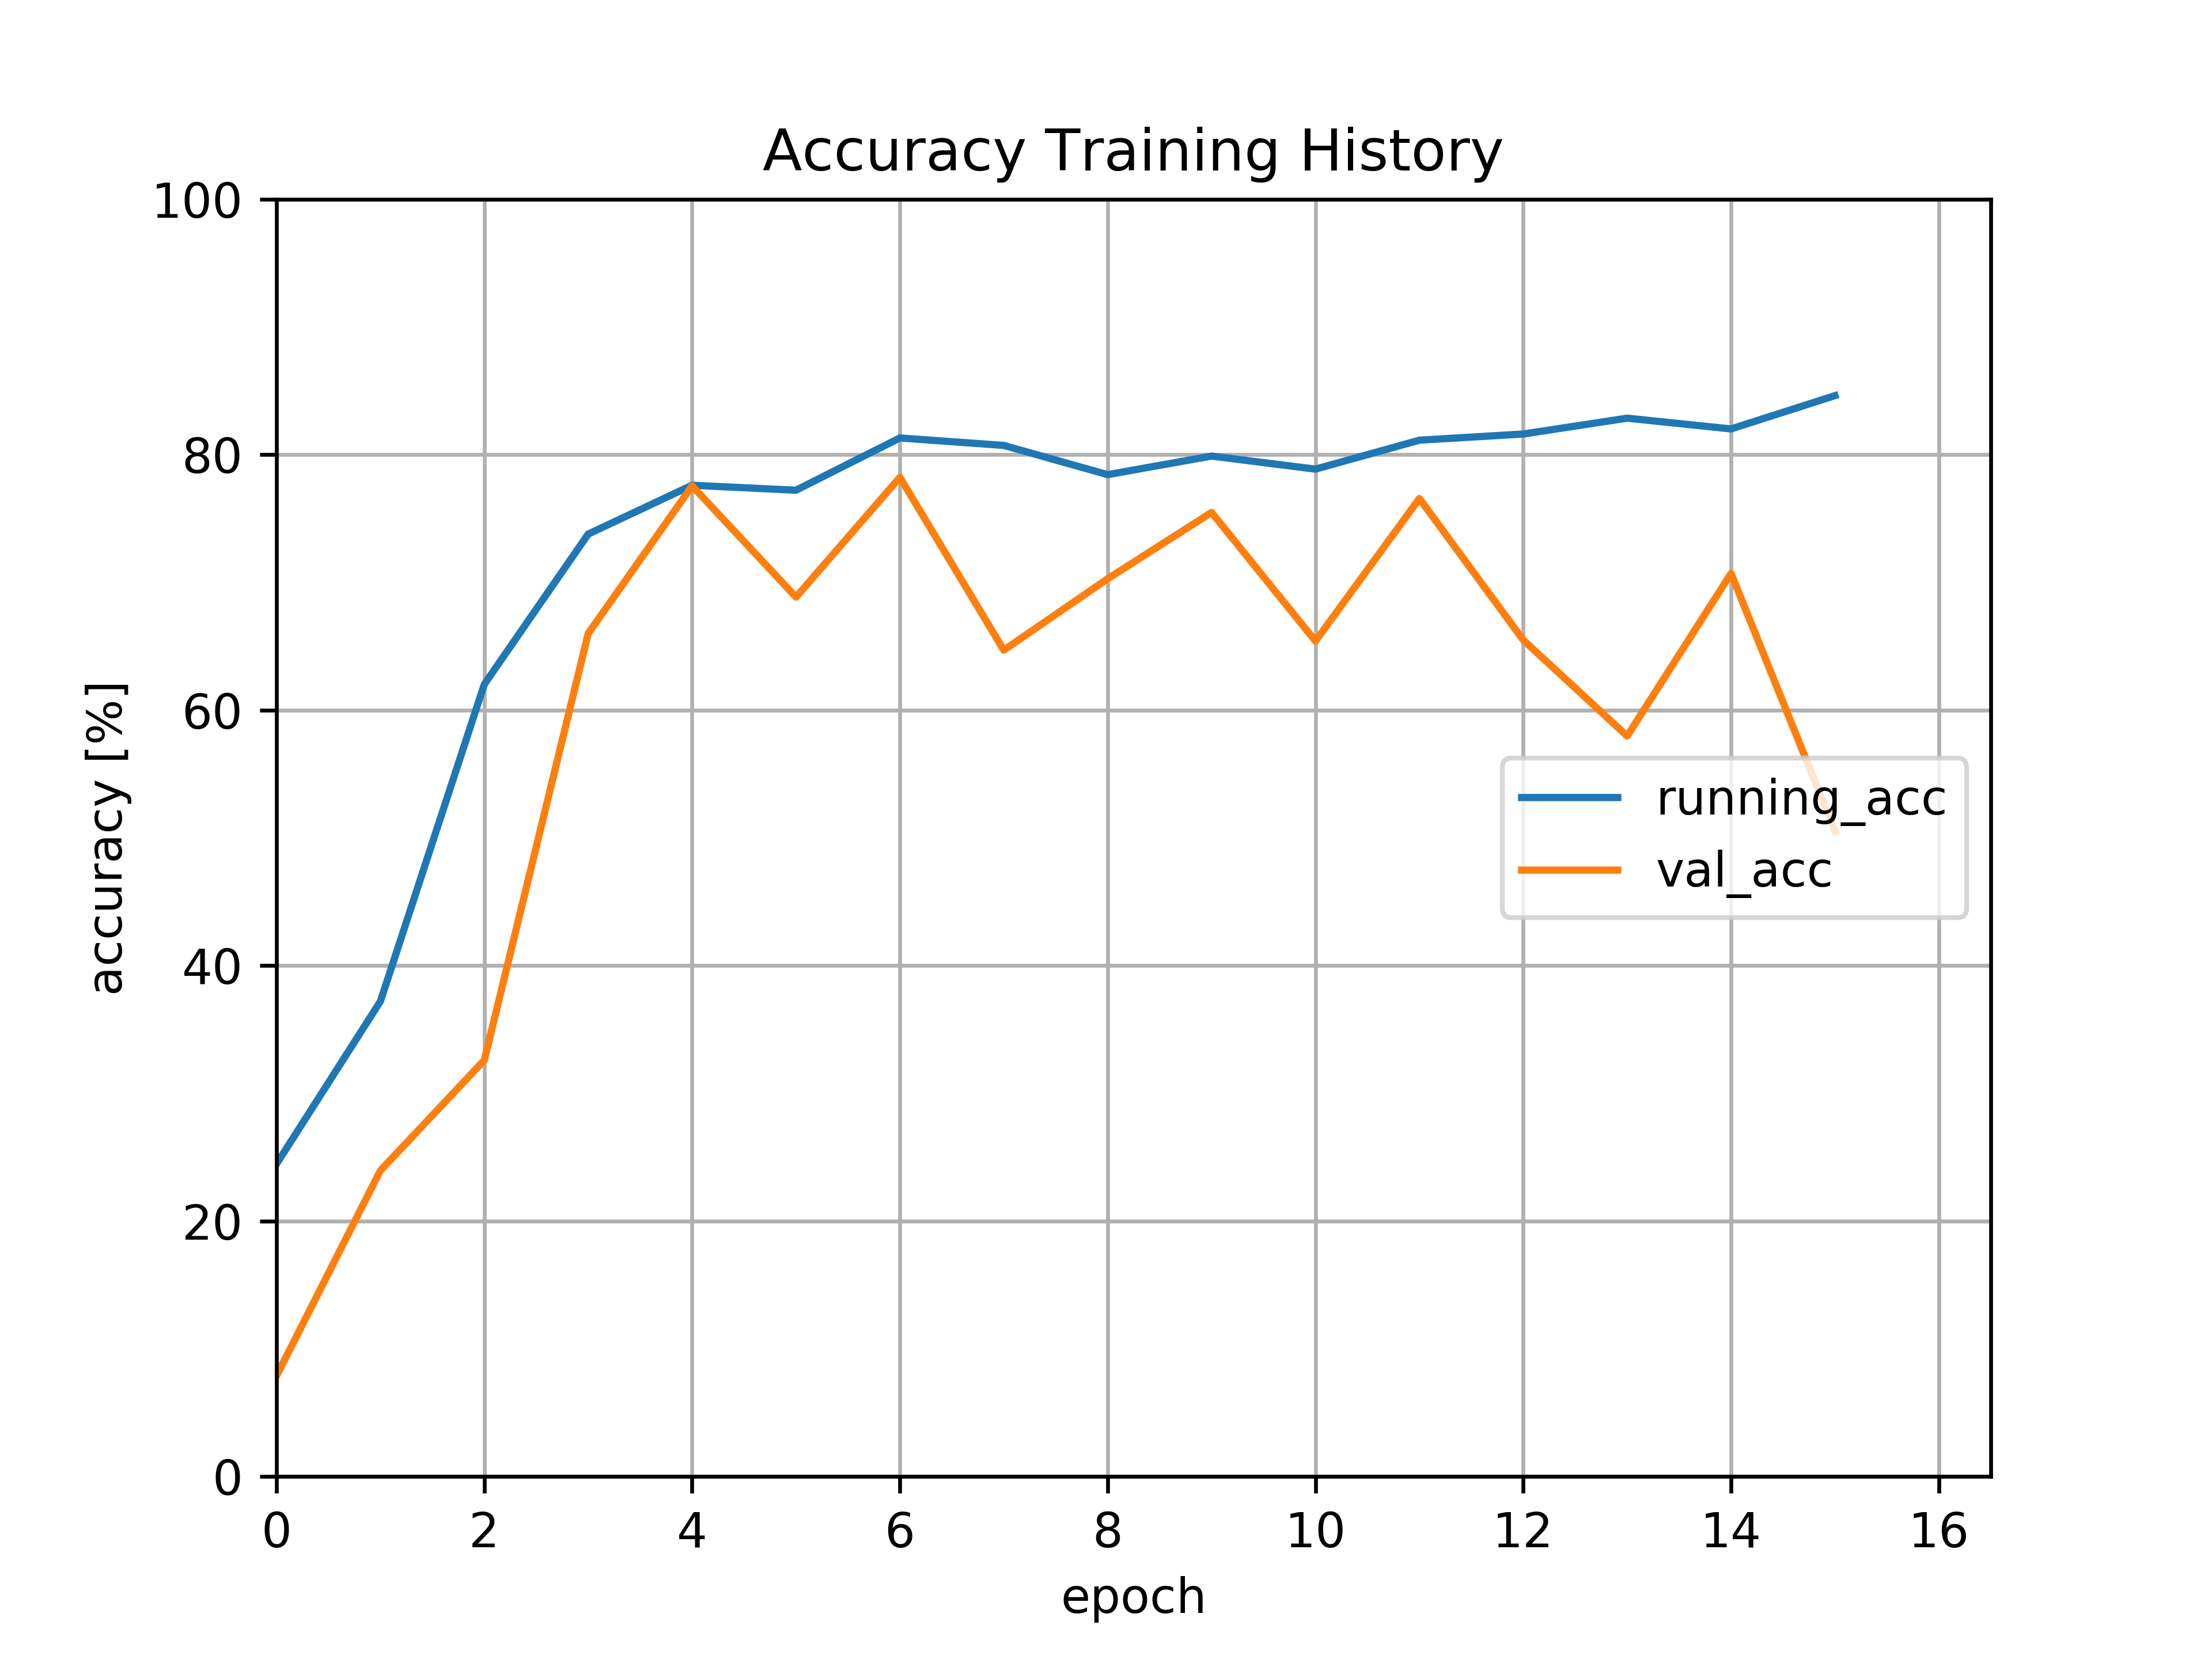 Accuracy Training History
100
80
60
40
20
0
accuracy [%]
running_acc
val_acc
0 2 4 6 8 10 12 14 16
epoch